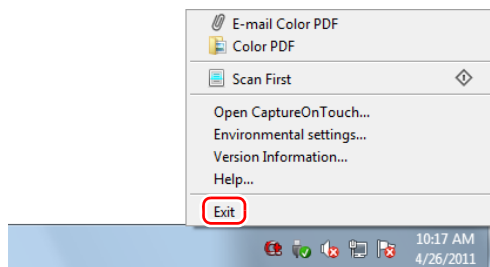 E-mail Color PDF
Color PDF
Scan First
Open CaptureOnTouch...
Environmental settings...
Version Information...
Help...
Exit
10:17 AM
4/26/2011